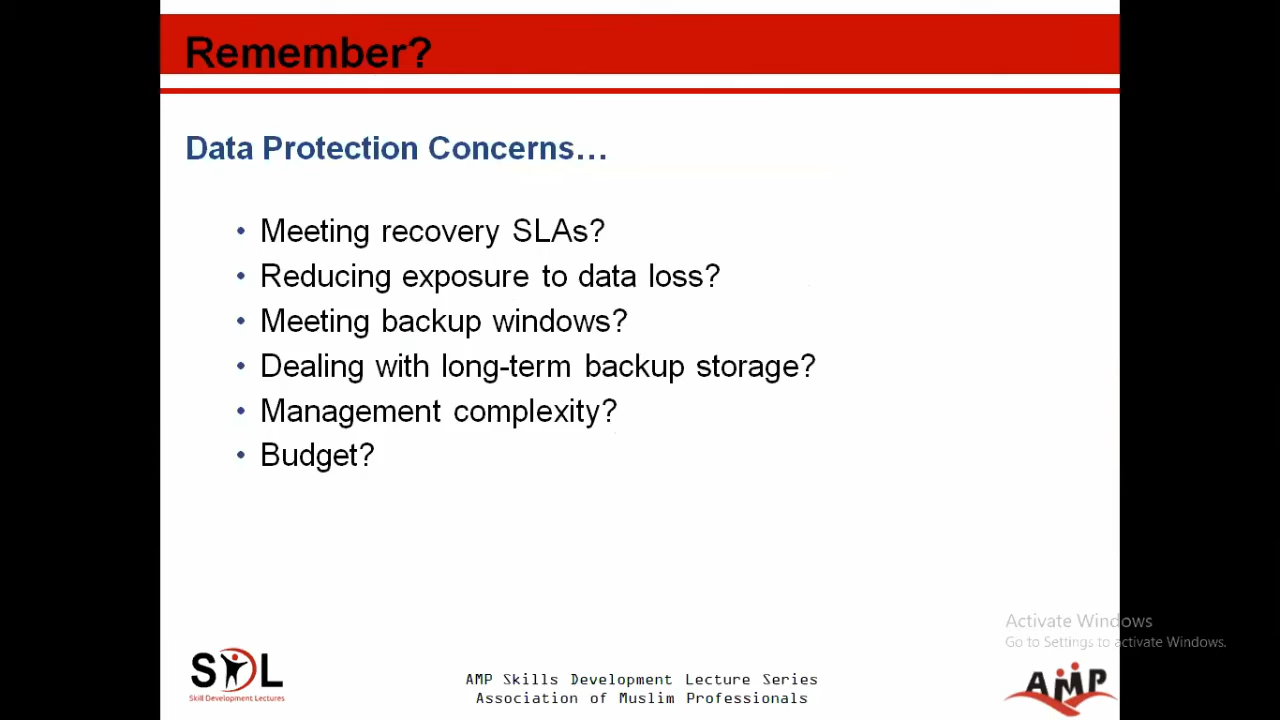 Remember?
Data Protection Concerns…
• Meeting recovery SLAs?
• Reducing exposure to data loss?
• Meeting backup windows?
• Dealing with long-term backup storage?
• Management complexity?
• Budget?
Activate Windows
Go to Settings to activate Windows.
SDL
Skill Development Lectures
AMP Skills Development Lecture Series
Association of Muslim Professionals
AMP